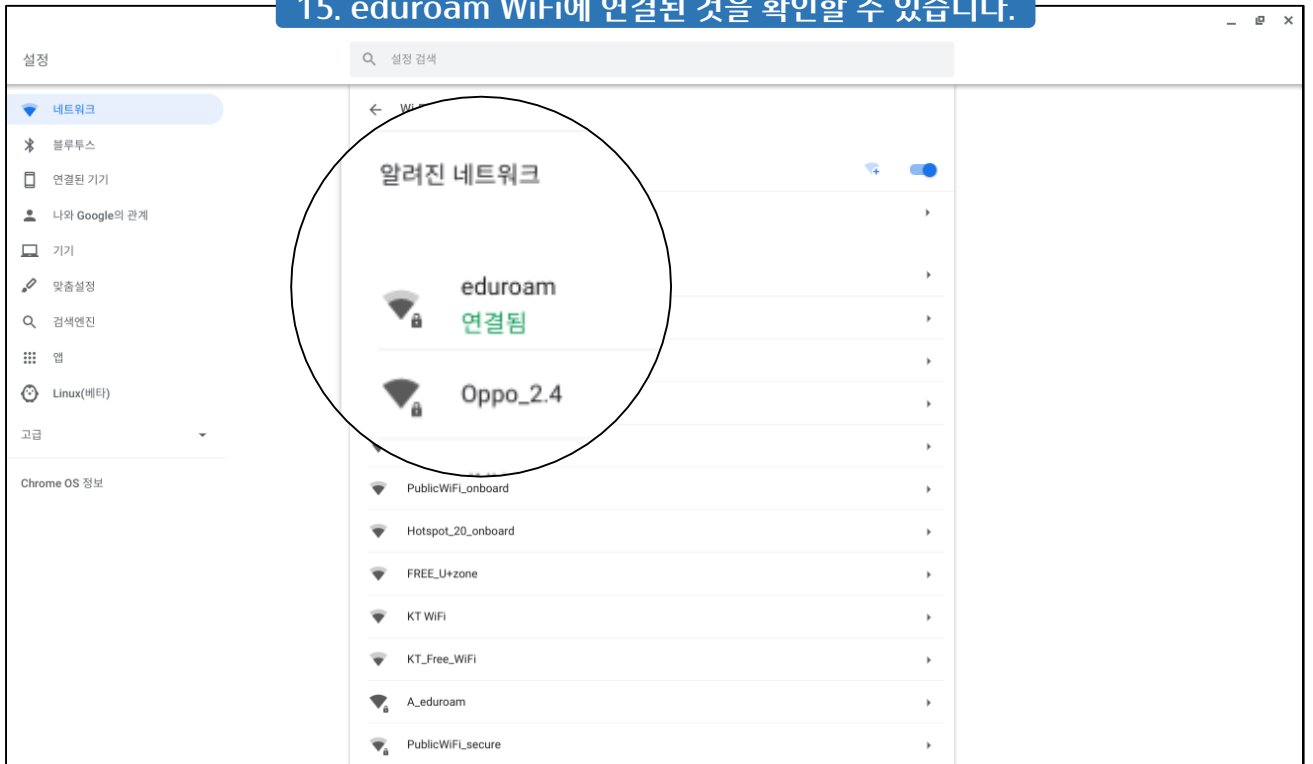 15. eduroam WiFi에 연결된 것을 확인할 수 있습니다.
설정
설정 검색
네트워크
블루투스
연결된 기기
나와 Google의 관계
기기
맞춤설정
검색엔진
앱
Linux(베타)
고급
Chrome OS 정보
알려진 네트워크
eduroam
연결됨
Oppo_2.4
PublicWiFi_onboard
Hotspot_20_onboard
FREE_U+zone
KT WiFi
KT_Free_WiFi
A_eduroam
PublicWiFi_secure